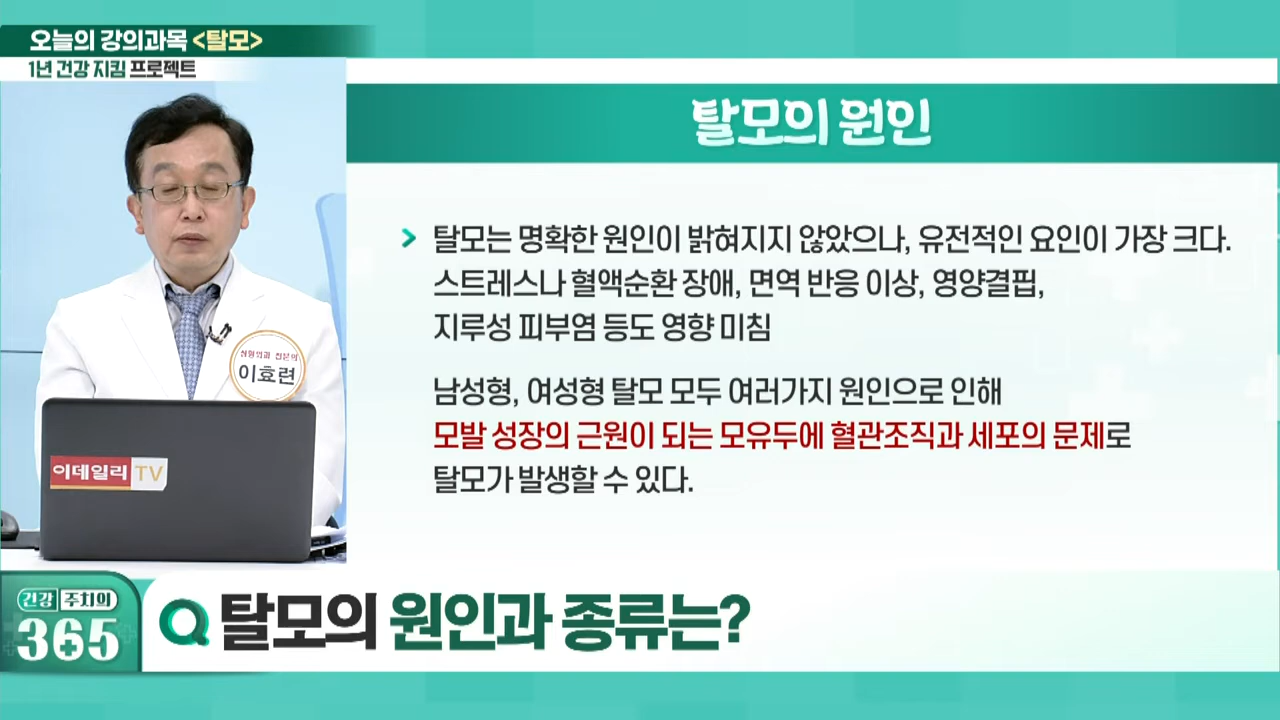 오늘의 강의과목 <탈모>
1년 건강 지킴 프로젝트
탈모의 원인
탈모는 명확한 원인이 밝혀지지 않았으나, 유전적인 요인이 가장 크다.
스트레스나 혈액순환 장애, 면역 반응 이상, 영양결핍,
지루성 피부염 등도 영향 미침
남성형, 여성형 탈모 모두 여러가지 원인으로 인해
모발 성장의 근원이 되는 모유두에 혈관조직과 세포의 문제로
탈모가 발생할 수 있다.
성형외과 전문의
이효련
이데일리 TV
건강 주치의
365
Q 탈모의 원인과 종류는?